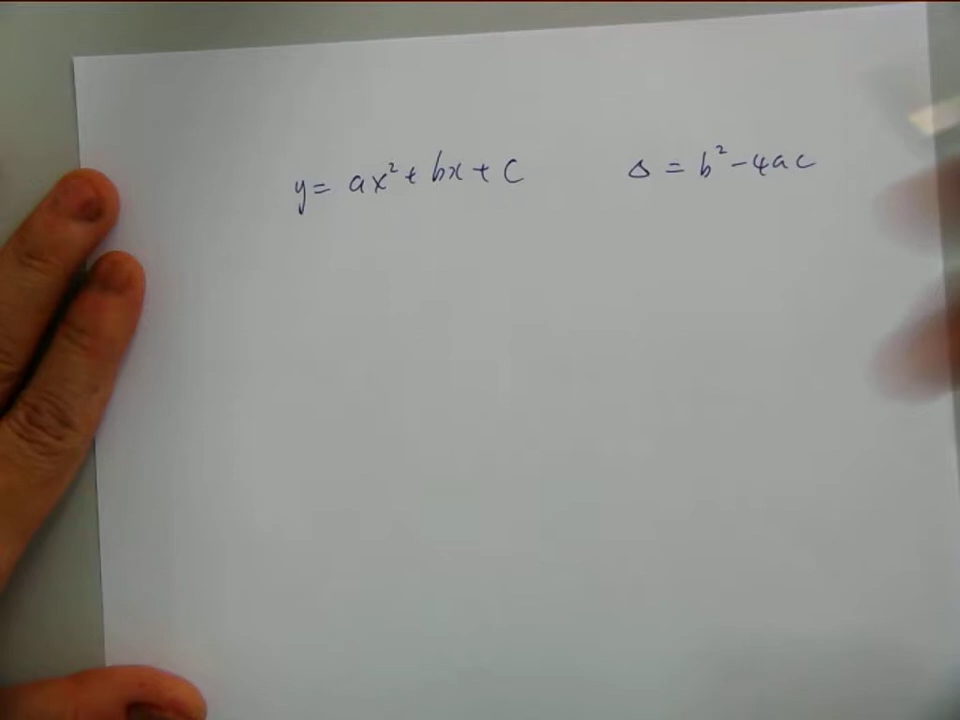 y = ax² + bx + c    Δ = b² - 4ac